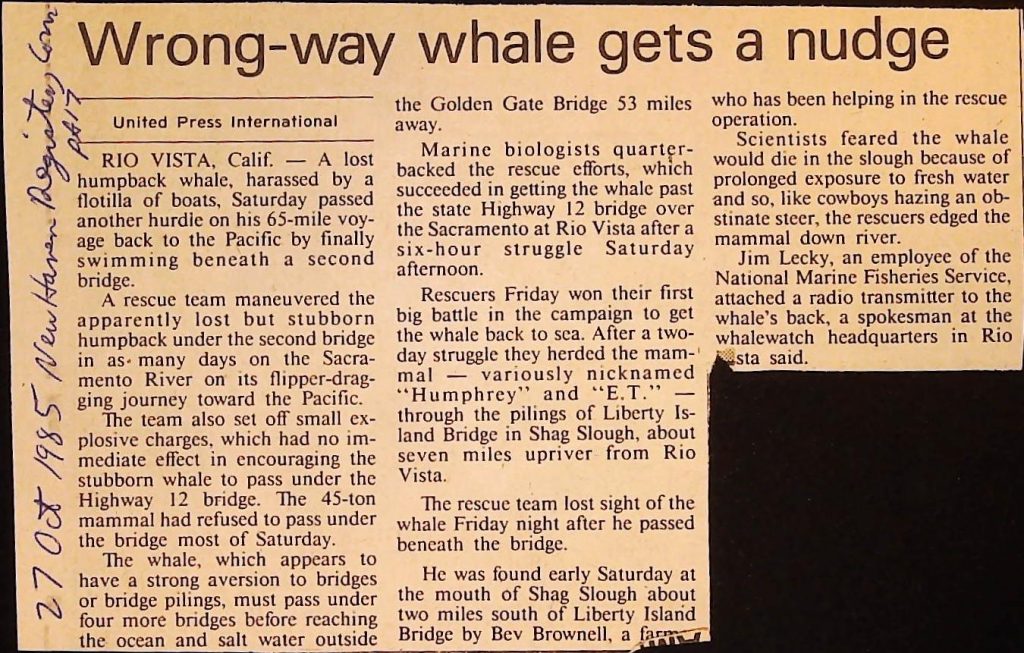 Wrong-way whale gets a nudge
United Press International
RIO VISTA, Calif. — A lost
humpback whale, harassed by a
flotilla of boats, Saturday passed
another hurdle on his 65-mile voy-
age back to the Pacific by finally
swimming beneath a second
bridge.
A rescue team maneuvered the
apparently lost but stubborn
humpback under the second bridge
in as many days on the Sacra-
mento River on its flipper-drag-
ging journey toward the Pacific.
The team also set off small ex-
plosive charges, which had no im-
mediate effect in encouraging the
stubborn whale to pass under the
Highway 12 bridge. The 45-ton
mammal had refused to pass under
the bridge most of Saturday.
The whale, which appears to
have a strong aversion to bridges
or bridge pilings, must pass under
four more bridges before reaching
the ocean and salt water outside
the Golden Gate Bridge 53 miles
away.
Marine biologists quarter-
backed the rescue efforts, which
succeeded in getting the whale past
the state Highway 12 bridge over
the Sacramento at Rio Vista after a
six-hour struggle Saturday
afternoon.
Rescuers Friday won their first
big battle in the campaign to get
the whale back to sea. After a two-
day struggle they herded the mam-
mal — variously nicknamed
"Humphrey" and "E.T." —
through the pilings of Liberty Is-
land Bridge in Shag Slough, about
seven miles upriver from Rio
Vista.
The rescue team lost sight of the
whale Friday night after he passed
beneath the bridge.
He was found early Saturday at
the mouth of Shag Slough about
two miles south of Liberty Island
Bridge by Bev Brownell, a farm
who has been helping in the rescue
operation.
Scientists feared the whale
would die in the slough because of
prolonged exposure to fresh water
and so, like cowboys hazing an ob-
stinate steer, the rescuers edged the
mammal down river.
Jim Lecky, an employee of the
National Marine Fisheries Service,
attached a radio transmitter to the
whale's back, a spokesman at the
whalewatch headquarters in Rio
sta said.
27 Oct 1985 New Haven Register, Conn
PA17